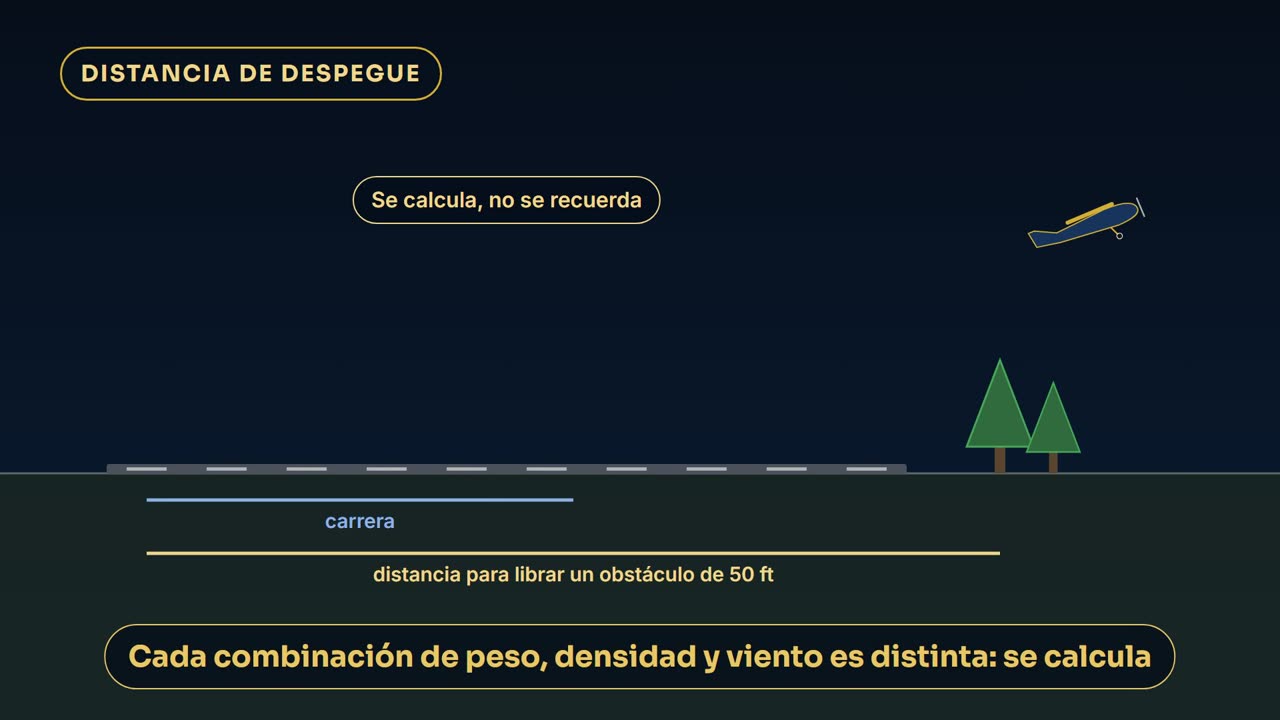 DISTANCIA DE DESPEGUE
Se calcula, no se recuerda
carrera
distancia para librar un obstáculo de 50 ft
Cada combinación de peso, densidad y viento es distinta: se calcula